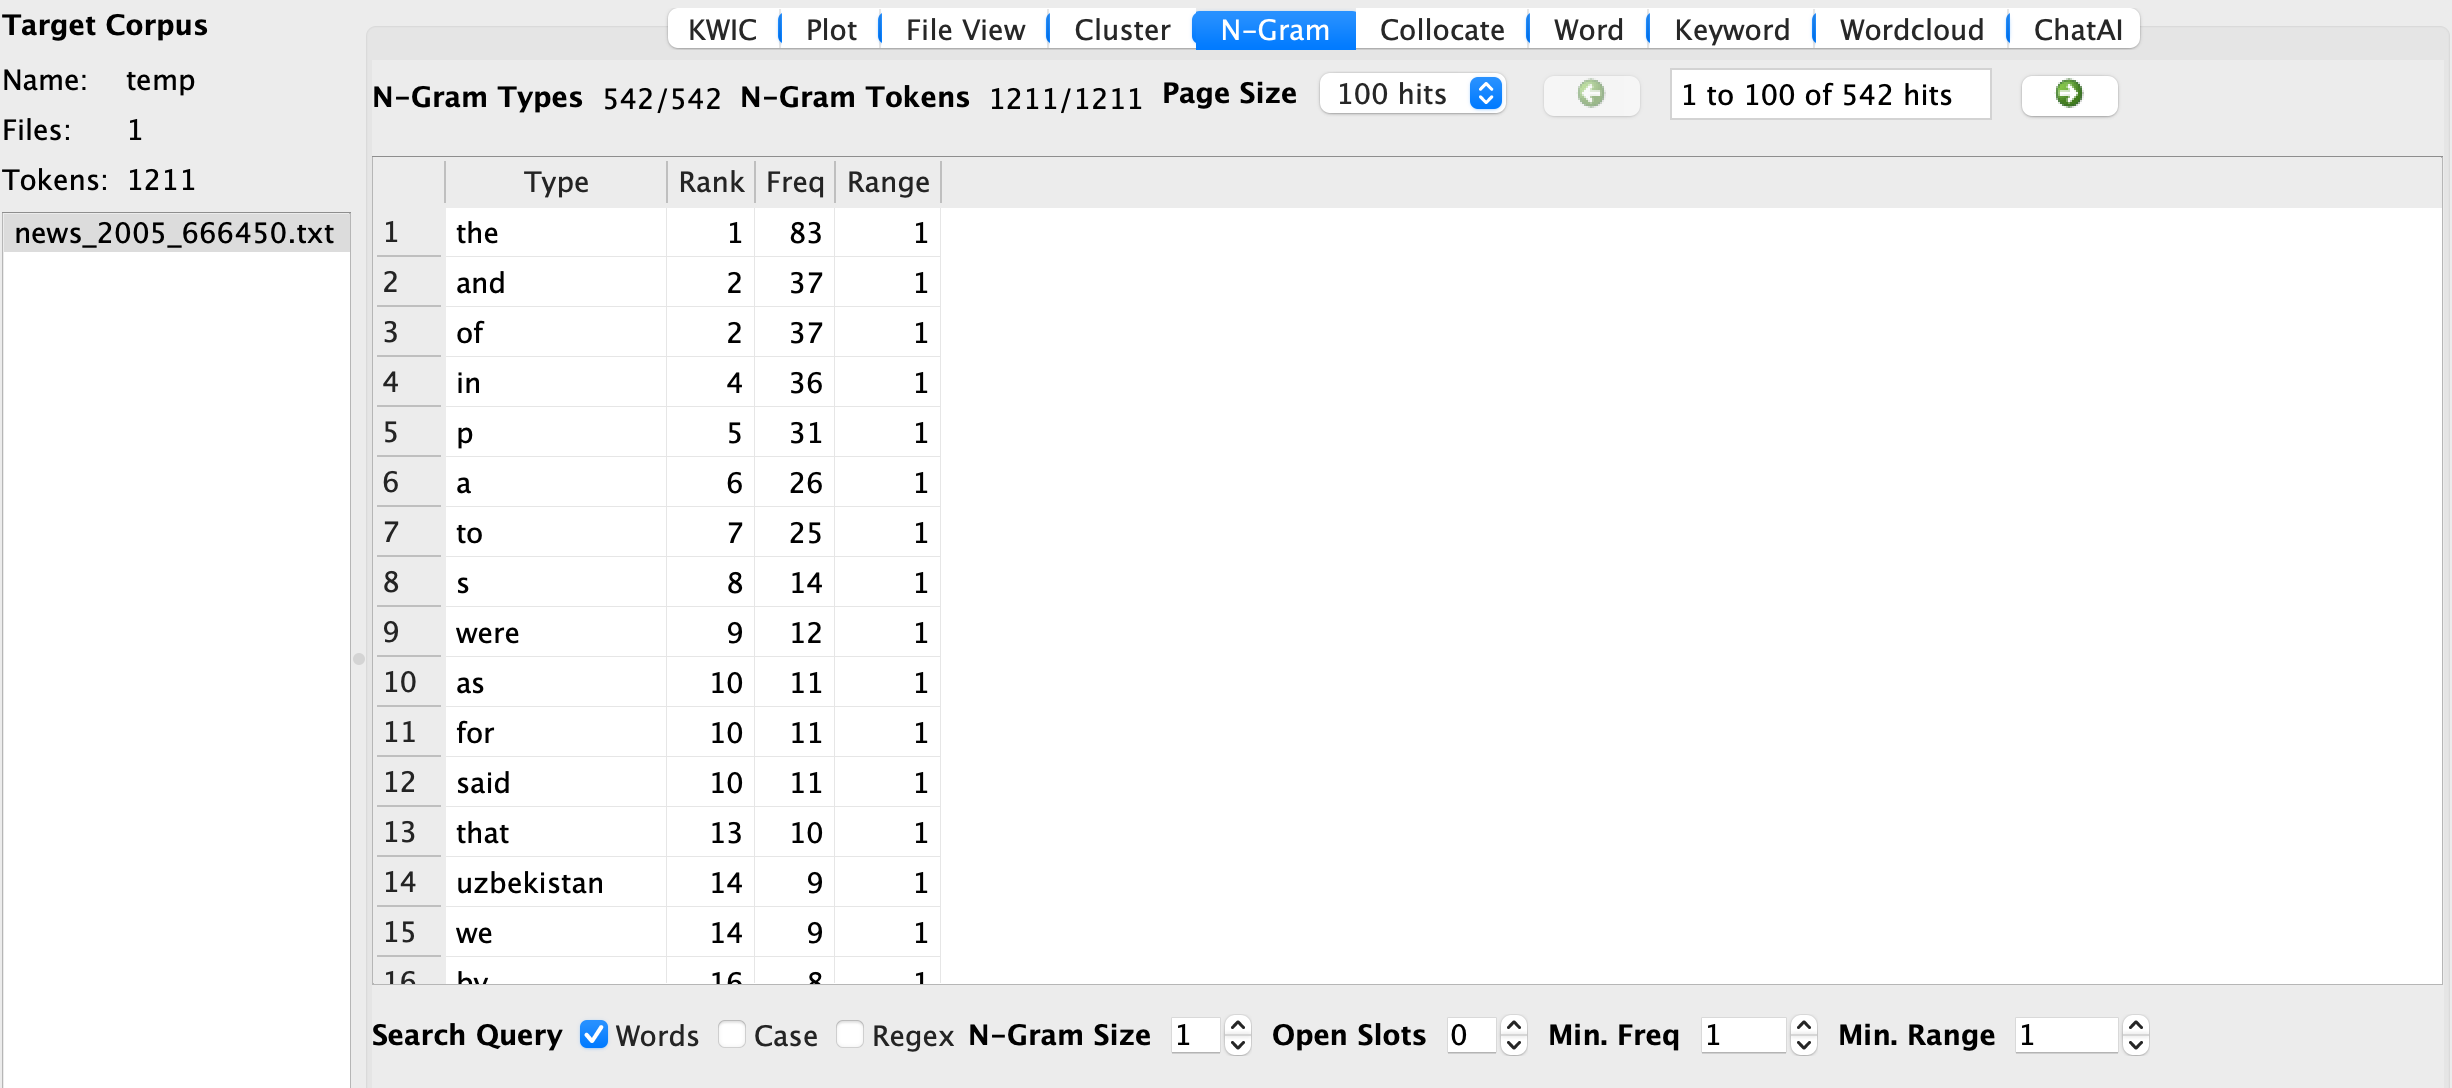 Target Corpus
Name: temp
Files: 1
Tokens: 1211
news_2005_666450.txt
KWIC Plot File View Cluster N-Gram Collocate Word Keyword Wordcloud ChatAI
N-Gram Types 542/542 N-Gram Tokens 1211/1211 Page Size 100 hits 1 to 100 of 542 hits
Type Rank Freq Range
1 the 1 83 1
2 and 2 37 1
3 of 2 37 1
4 in 4 36 1
5 p 5 31 1
6 a 6 26 1
7 to 7 25 1
8 s 8 14 1
9 were 9 12 1
10 as 10 11 1
11 for 10 11 1
12 said 10 11 1
13 that 13 10 1
14 uzbekistan 14 9 1
15 we 14 9 1
16 by 16 8 1
Search Query Words Case Regex N-Gram Size 1 Open Slots 0 Min. Freq 1 Min. Range 1